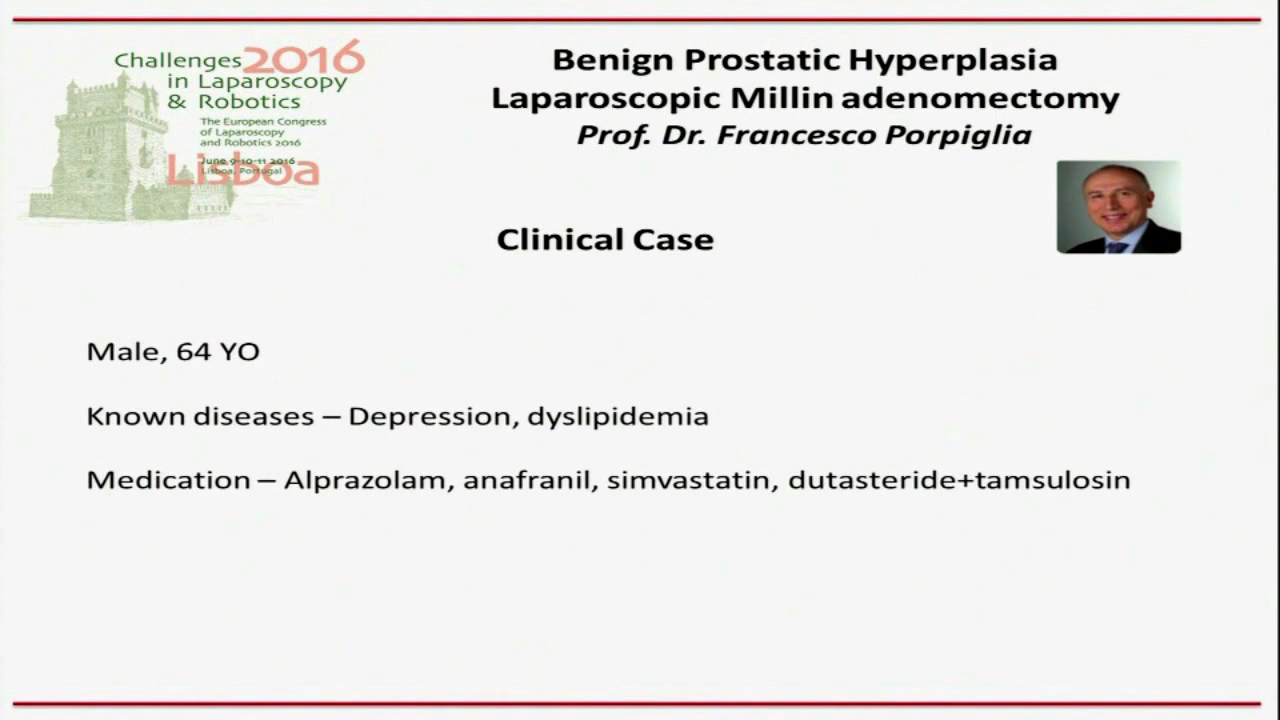 Challenges 2016
in Laparoscopy
& Robotics
The European Congress
of Laparoscopy
and Robotics 2016
June 9-10-11 2016
Lisboa, Portugal
Lisboa
Benign Prostatic Hyperplasia
Laparoscopic Millin adenomectomy
Prof. Dr. Francesco Porpiglia
Clinical Case
Male, 64 YO
Known diseases – Depression, dyslipidemia
Medication – Alprazolam, anafranil, simvastatin, dutasteride+tamsulosin